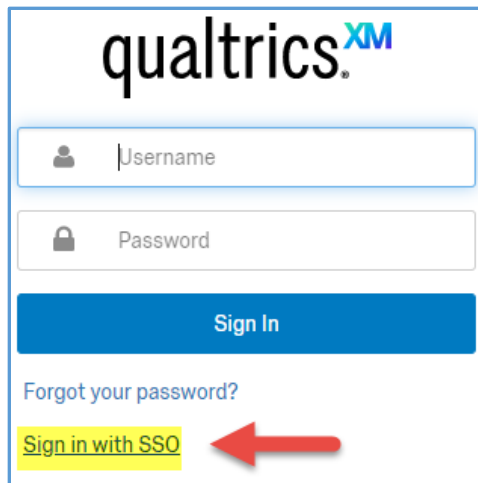 qualtrics.XM
Username
Password
Sign In
Forgot your password?
Sign in with SSO